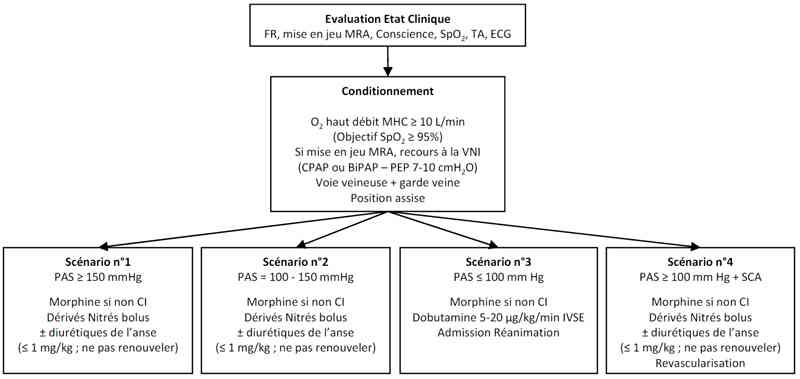 Evaluation Etat Clinique
FR, mise en jeu MRA, Conscience, SpO₂, TA, ECG
Conditionnement
O₂ haut débit MHC ≥ 10 L/min
(Objectif SpO₂ ≥ 95%)
Si mise en jeu MRA, recours à la VNI
(CPAP ou BiPAP – PEP 7-10 cmH₂O)
Voie veineuse + garde veine
Position assise
Scénario n°1
PAS ≥ 150 mmHg
Morphine si non CI
Dérivés Nitrés bolus
± diurétiques de l’anse
(≤ 1 mg/kg ; ne pas renouveler)
Scénario n°2
PAS = 100 - 150 mmHg
Morphine si non CI
Dérivés Nitrés bolus
± diurétiques de l’anse
(≤ 1 mg/kg ; ne pas renouveler)
Scénario n°3
PAS ≤ 100 mm Hg
Morphine si non CI
Dobutamine 5-20 µg/kg/min IVSE
Admission Réanimation
Scénario n°4
PAS ≥ 100 mm Hg + SCA
Morphine si non CI
Dérivés Nitrés bolus
± diurétiques de l’anse
(≤ 1 mg/kg ; ne pas renouveler)
Revascularisation